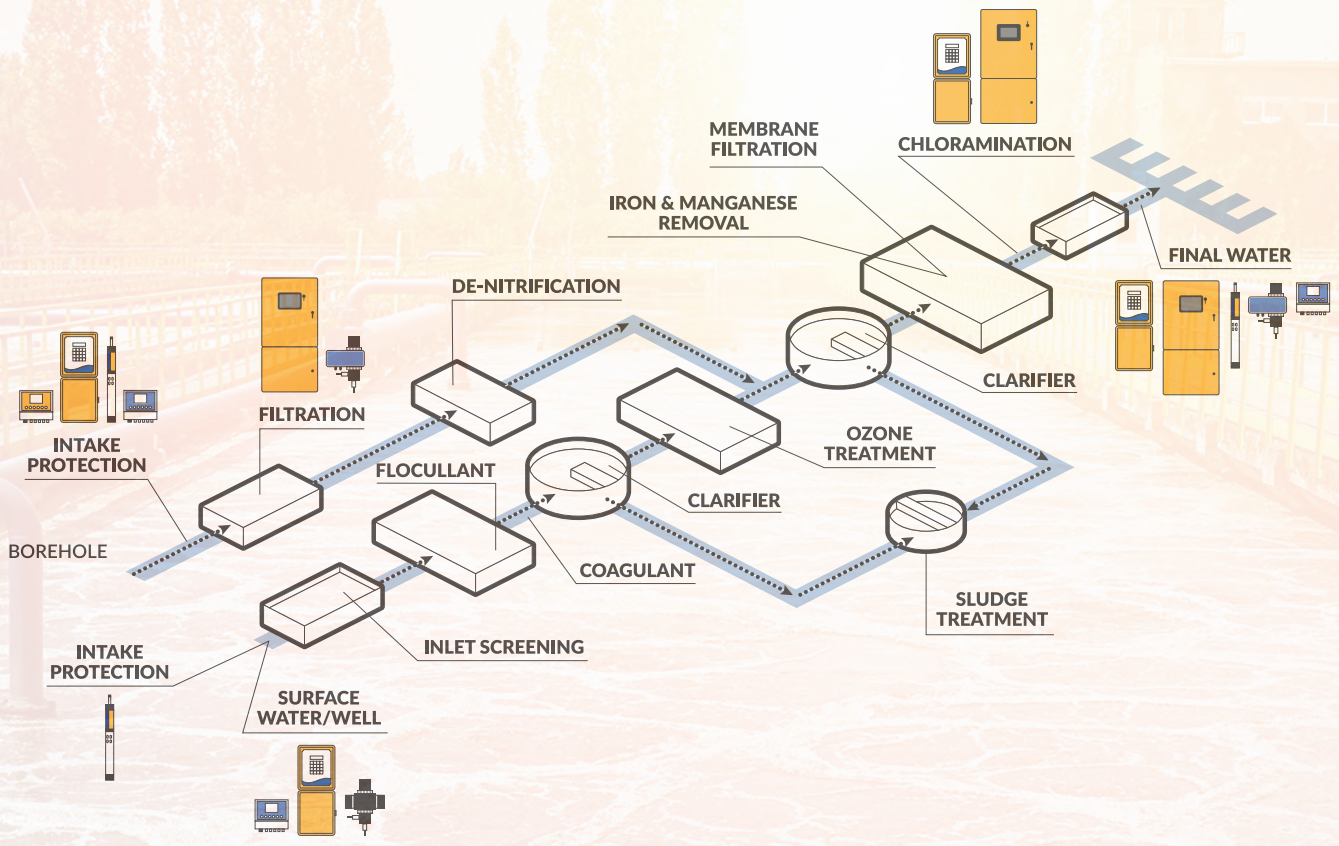 CHLORAMINATION
MEMBRANE
FILTRATION
IRON & MANGANESE
REMOVAL
FINAL WATER
DE-NITRIFICATION
CLARIFIER
FILTRATION
OZONE
TREATMENT
INTAKE
PROTECTION
FLOCCULANT
CLARIFIER
BOREHOLE
COAGULANT
SLUDGE
TREATMENT
INLET SCREENING
INTAKE
PROTECTION
SURFACE
WATER/WELL